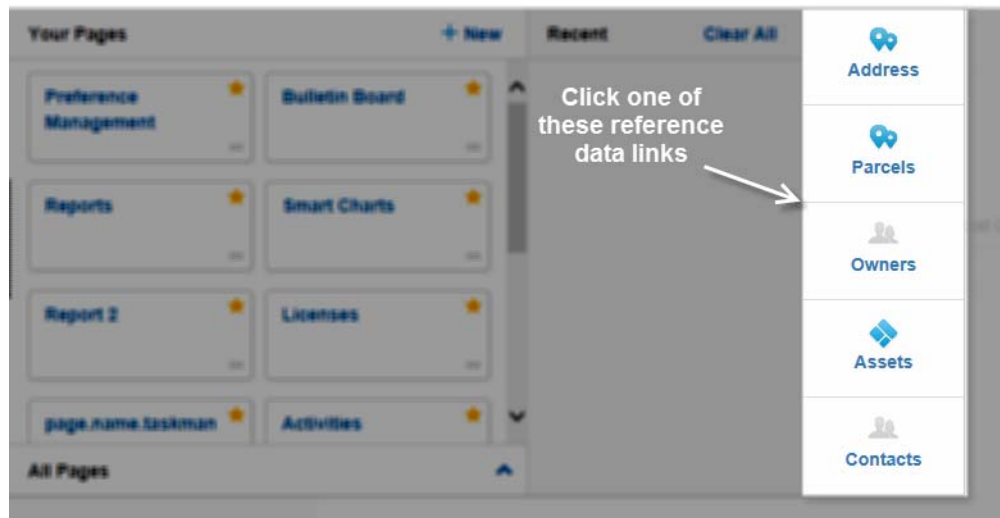 Your Pages
+ New
Recent
Clear All
Preference
Management
Bulletin Board
Reports
Smart Charts
Report 2
Licenses
page.name.taskman
Activities
All Pages
Click one of
these reference
data links
Address
Parcels
Owners
Assets
Contacts